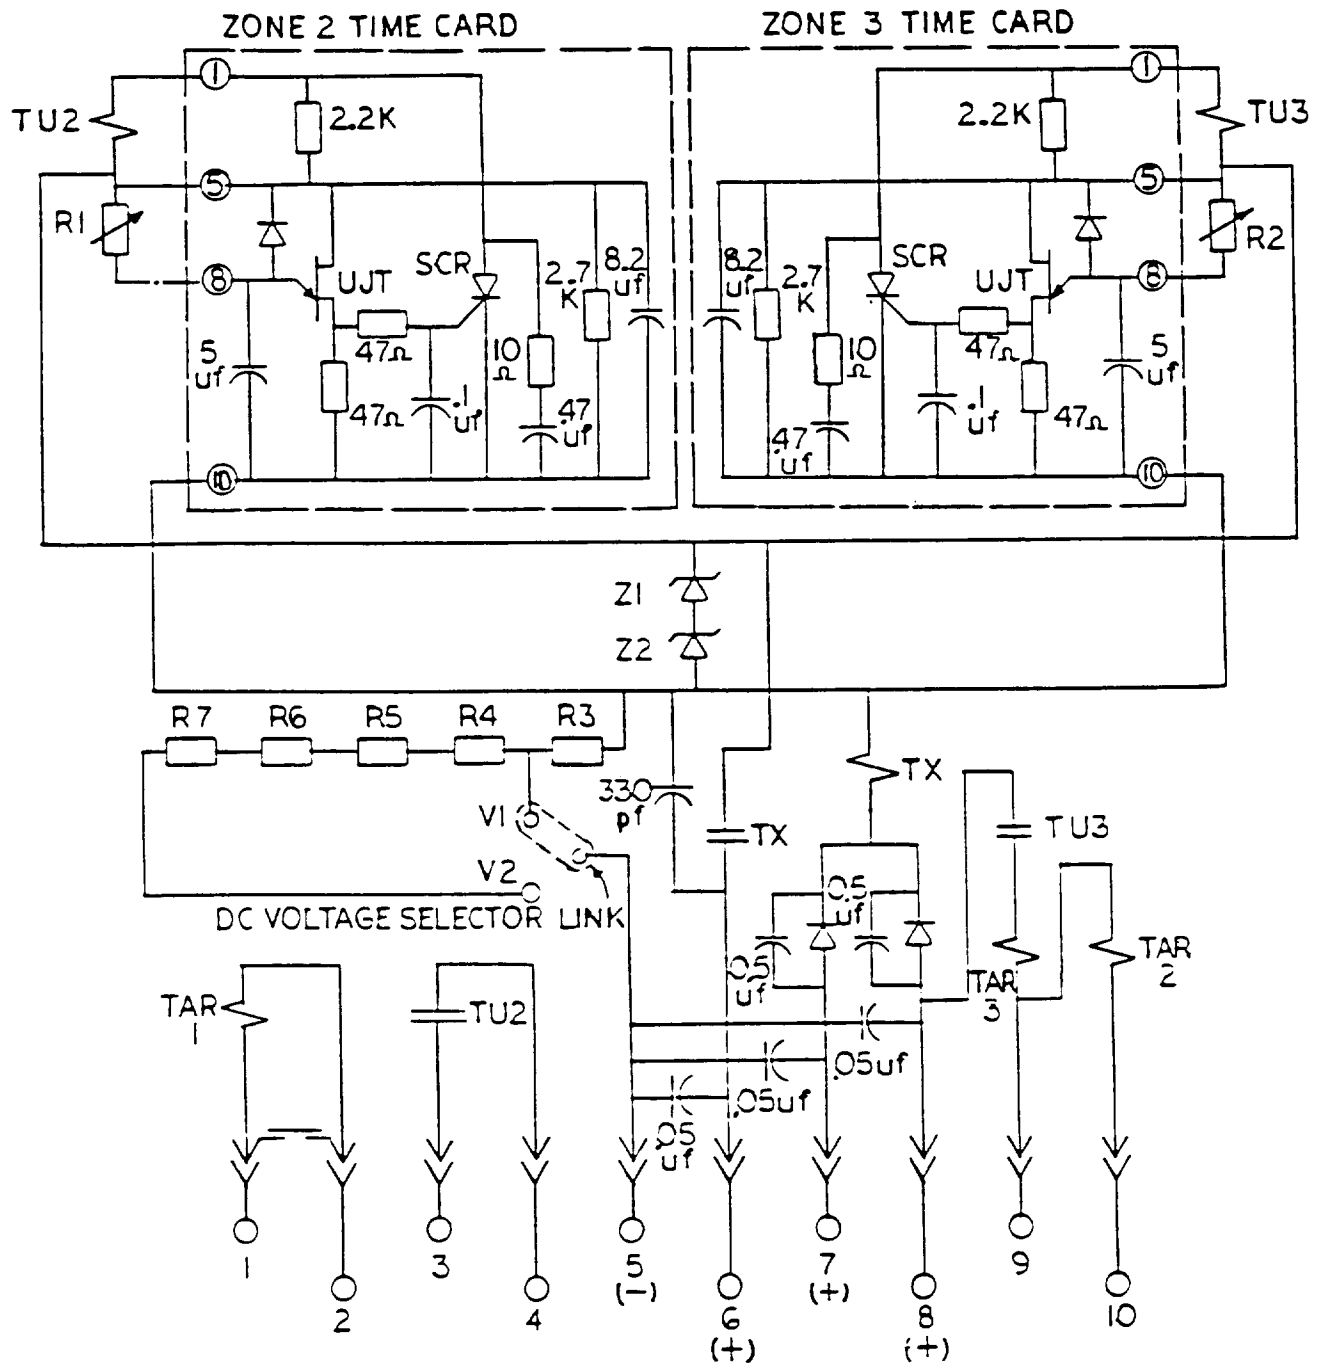 ZONE 2 TIME CARD
ZONE 3 TIME CARD
1
1
TU2
2.2K
2.2K
TU3
5
5
R1
R2
8
8
UJT
SCR
2.7
K
8.2
uf
8.2
uf
2.7
K
SCR
UJT
47Ω
10
Ω
10
Ω
47Ω
5
uf
5
uf
47Ω
.1
uf
.47
uf
.47
uf
.1
uf
47Ω
10
10
Z1
Z2
R7
R6
R5
R4
R3
TX
330
pf
V1
TX
TU3
V2
DC VOLTAGE SELECTOR LINK
0.5
uf
0.5
uf
TAR
1
TU2
TAR
3
TAR
2
.05uf
.05uf
.05
uf
1
2
3
4
5
(-)
6
(+)
7
(+)
8
(+)
9
10